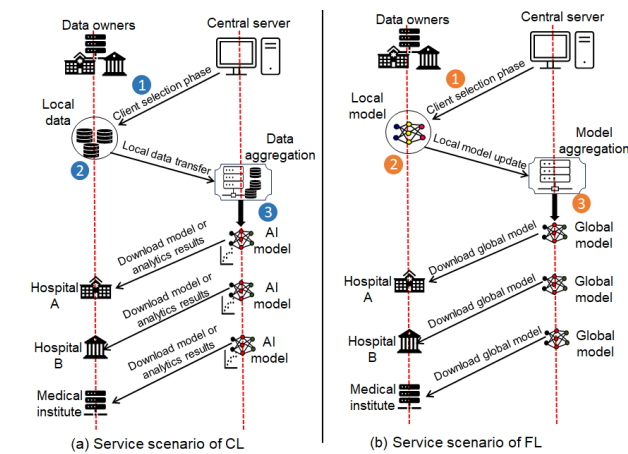 Data owners
Central server
1
Client selection phase
Local
data
2
Local data transfer
Data
aggregation
3
Download model or
analytics results
AI
model
Hospital
A
Download model or
analytics results
AI
model
Hospital
B
Download model or
analytics results
AI
model
Medical
institute
(a) Service scenario of CL
Data owners
Central server
1
Client selection phase
Local
model
2
Local model update
Model
aggregation
3
Download global model
Global
model
Hospital
A
Download global model
Global
model
Hospital
B
Download global model
Global
model
Medical
institute
(b) Service scenario of FL